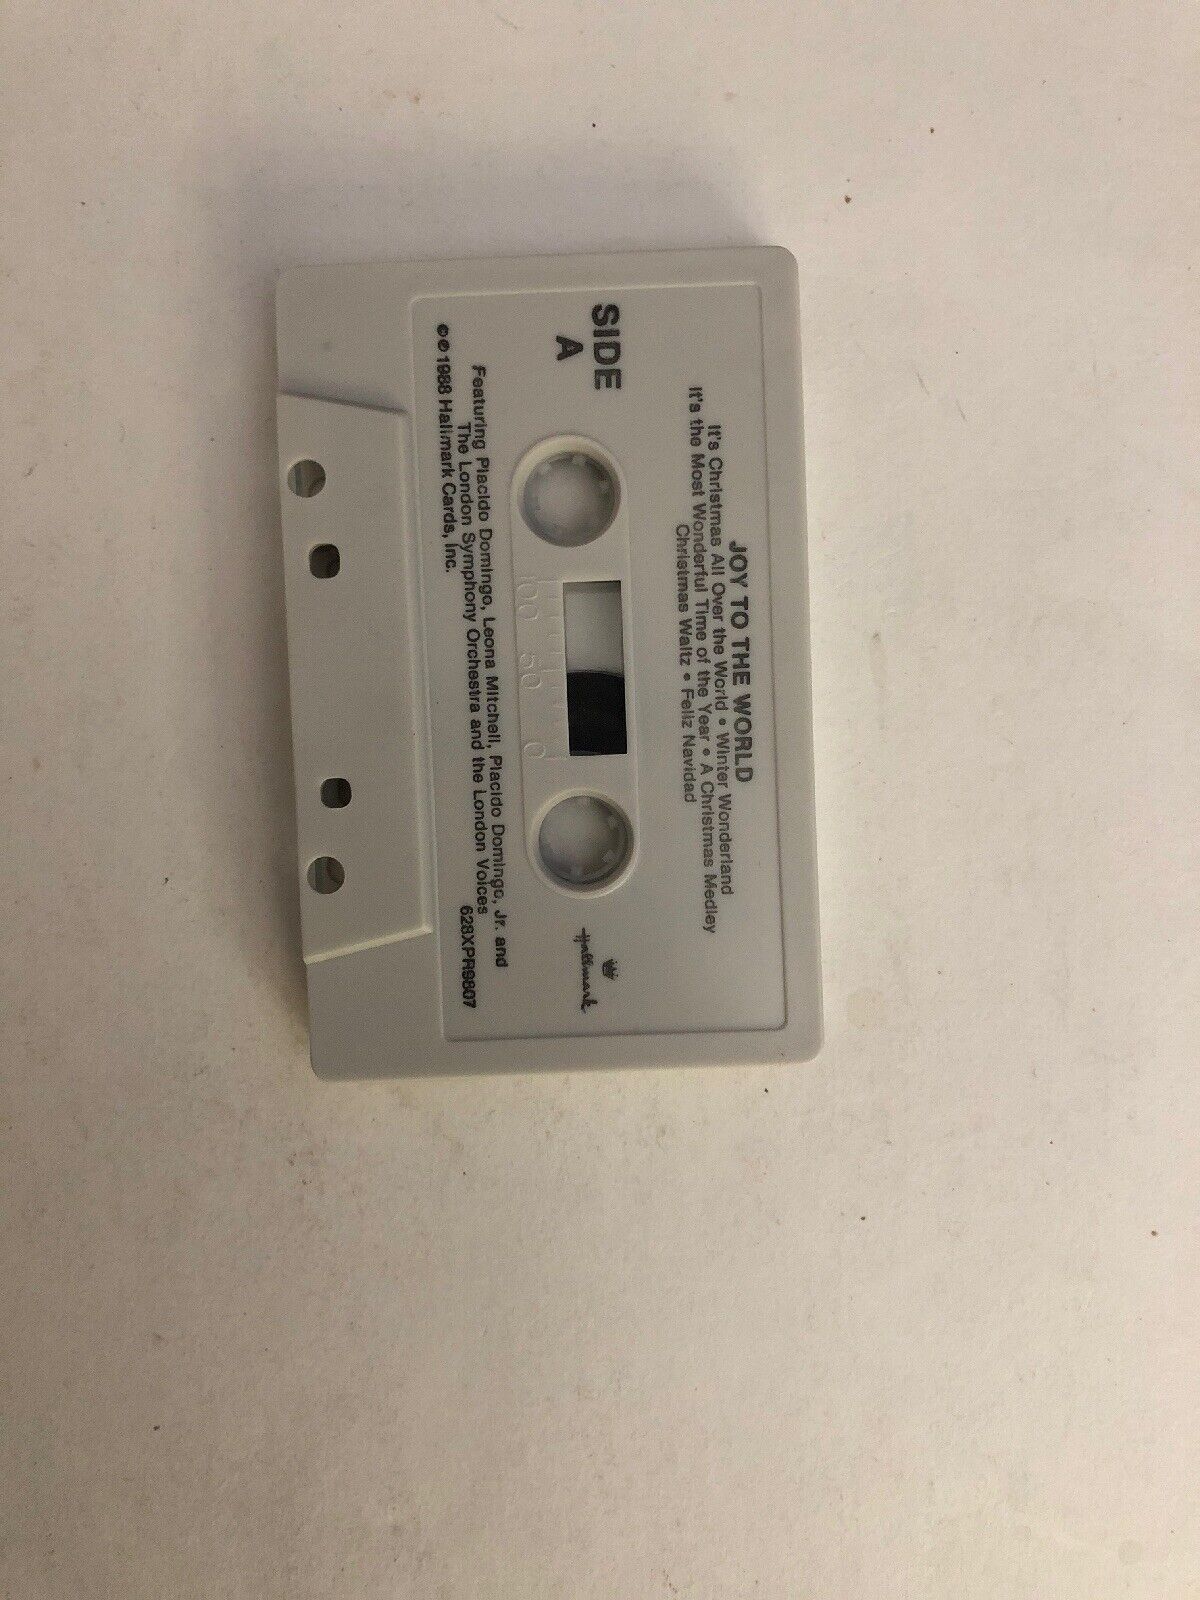 JOY TO THE WORLD
It's Christmas All Over the World • Winter Wonderland
It's the Most Wonderful Time of the Year • A Christmas Medley
Christmas Waltz • Feliz Navidad
SIDE
A
Hallmark
100 50 0
Featuring Placido Domingo, Leona Mitchell, Placido Domingo, Jr. and
The London Symphony Orchestra and the London Voices
©℗ 1988 Hallmark Cards, Inc.
628XPR9807